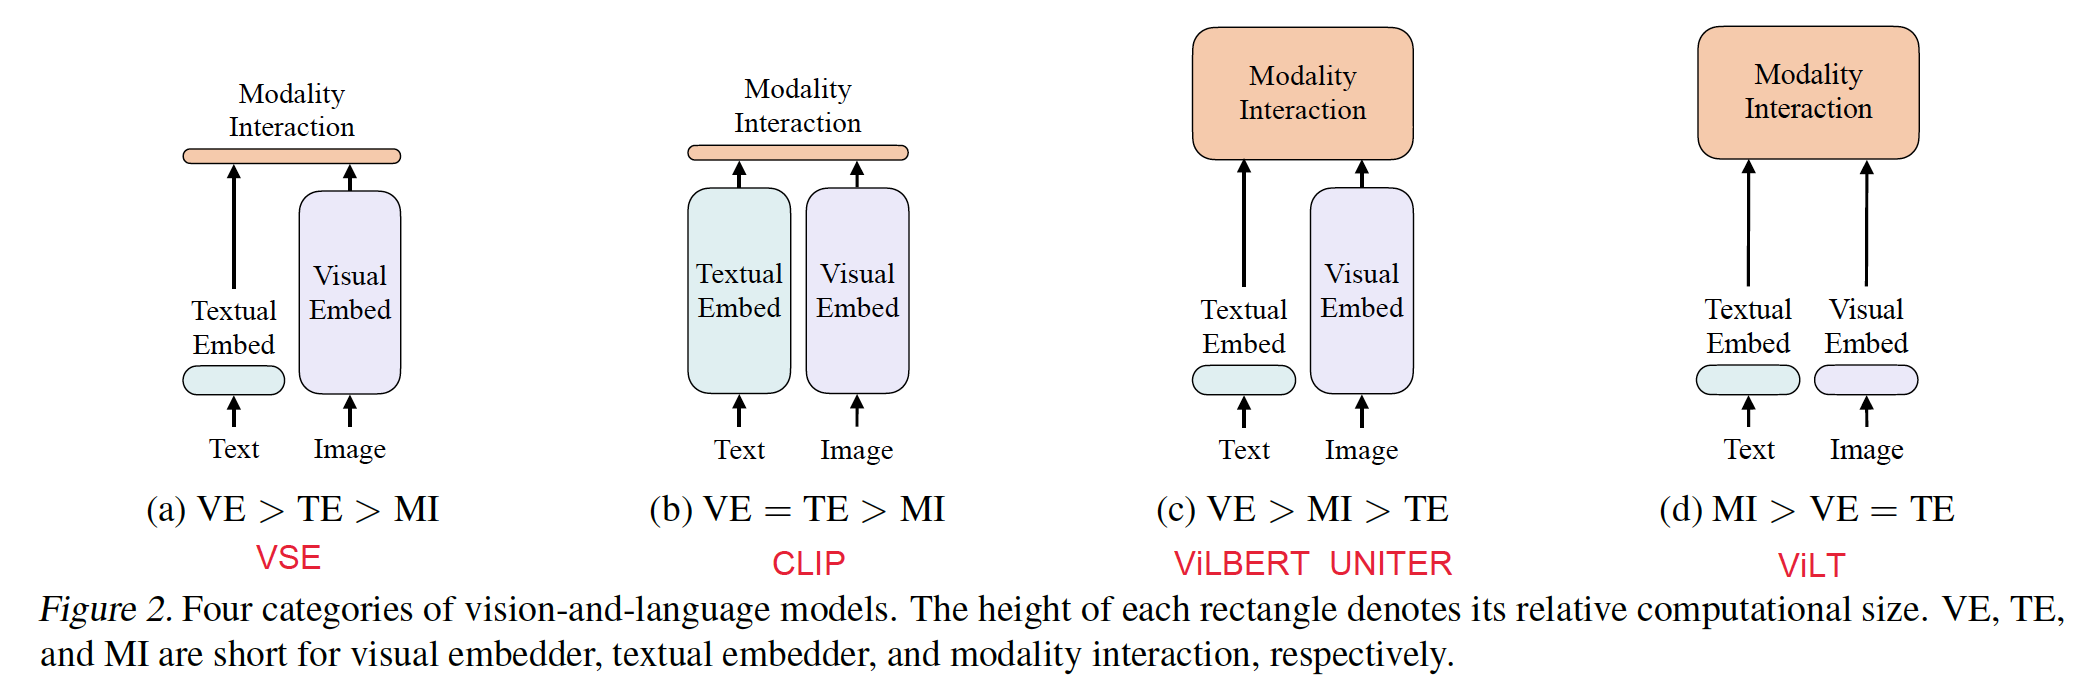 Modality
Interaction
Textual
Embed
Visual
Embed
Text
Image
(a) VE > TE > MI
VSE
Modality
Interaction
Textual
Embed
Visual
Embed
Text
Image
(b) VE = TE > MI
CLIP
Modality
Interaction
Textual
Embed
Visual
Embed
Text
Image
(c) VE > MI > TE
ViLBERT UNITER
Modality
Interaction
Textual
Embed
Visual
Embed
Text
Image
(d) MI > VE = TE
ViLT
Figure 2. Four categories of vision-and-language models. The height of each rectangle denotes its relative computational size. VE, TE,
and MI are short for visual embedder, textual embedder, and modality interaction, respectively.